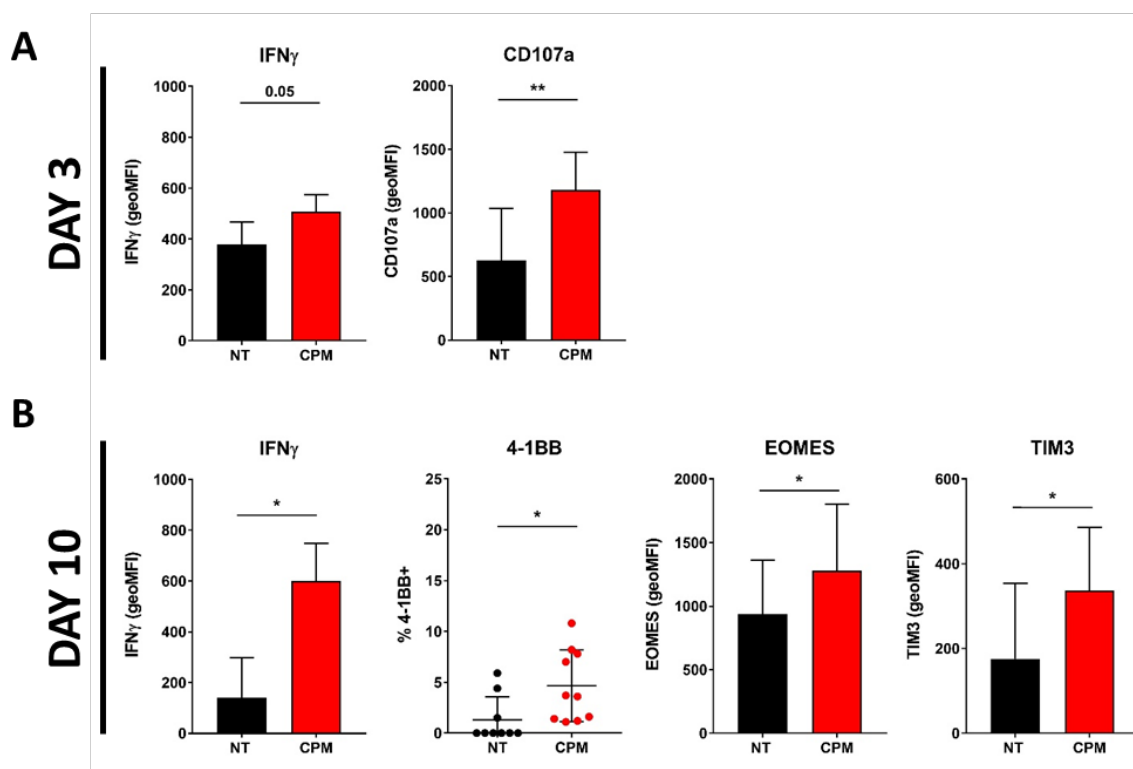 A
DAY 3
IFNγ
IFNγ (geoMFI)
1000
800
600
400
200
0
0.05
NT CPM
CD107a
CD107a (geoMFI)
2000
1500
1000
500
0
**
NT CPM
B
DAY 10
IFNγ
IFNγ (geoMFI)
1000
800
600
400
200
0
*
NT CPM
4-1BB
% 4-1BB+
25
20
15
10
5
0
*
NT CPM
EOMES
EOMES (geoMFI)
2000
1500
1000
500
0
*
NT CPM
TIM3
TIM3 (geoMFI)
600
400
200
0
*
NT CPM